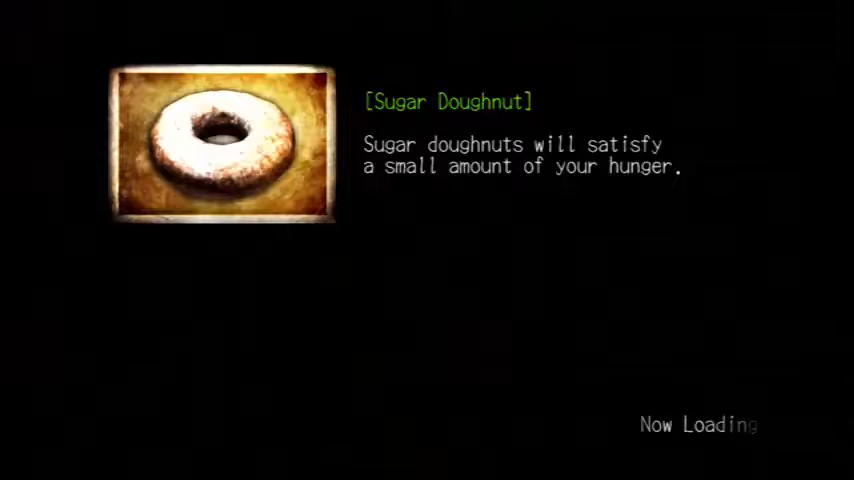 [Sugar Doughnut]
Sugar doughnuts will satisfy
a small amount of your hunger.
Now Loading